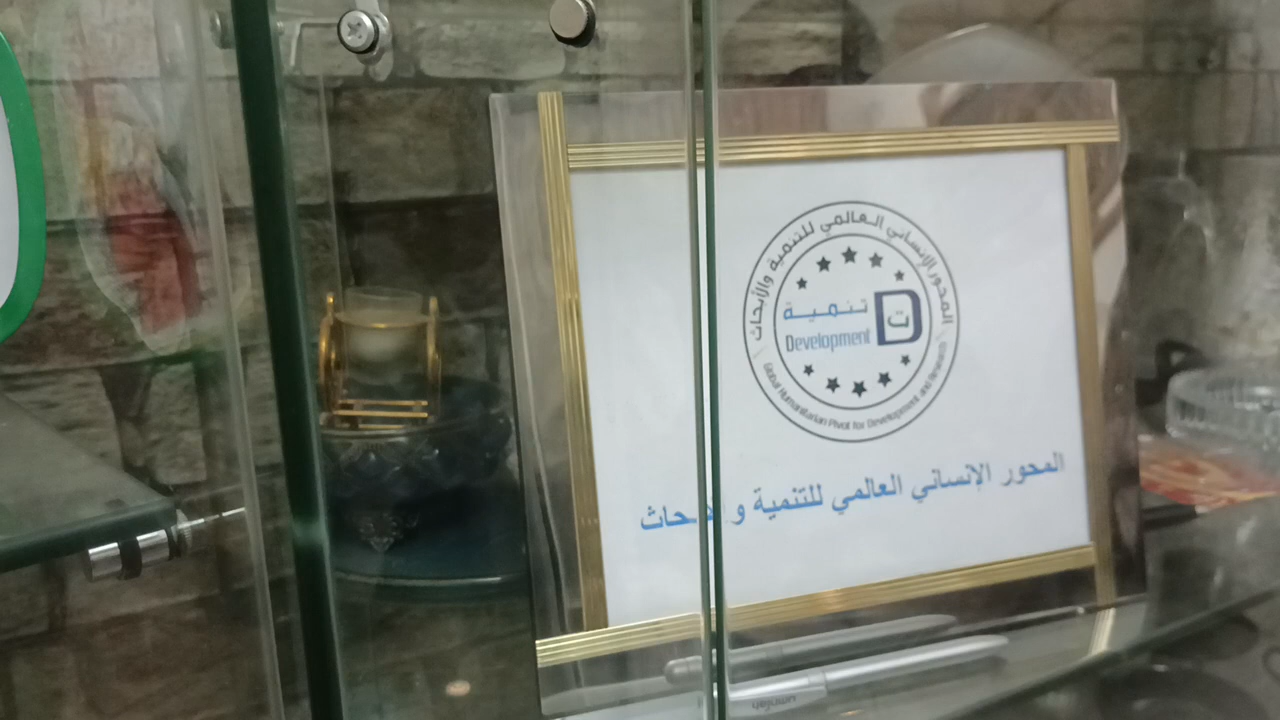 المحور الإنساني العالمي للتنمية والأبحاث
تنمية
ت
Development
Global Humanitarian Pivot for Development and Research
المحور الإنساني العالمي للتنمية و